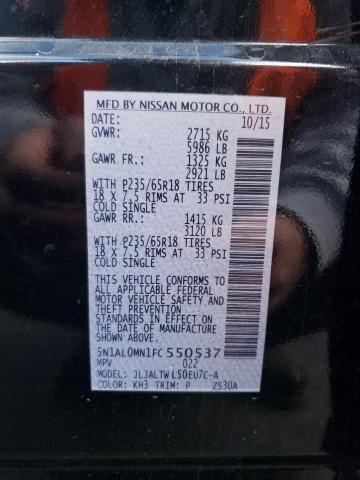 MFD BY NISSAN MOTOR CO., LTD.
DATE: 10/15
GVWR: 2715 KG
5986 LB
GAWR FR: 1325 KG
2921 LB
WITH P235/65R18 TIRES
18 X 7.5 RIMS AT 33 PSI
COLD SINGLE
GAWR RR: 1415 KG
3120 LB
WITH P235/65R18 TIRES
18 X 7.5 RIMS AT 33 PSI
COLD SINGLE
THIS VEHICLE CONFORMS TO ALL
APPLICABLE FEDERAL MOTOR
VEHICLE SAFETY, BUMPER,
AND THEFT PREVENTION
STANDARDS IN EFFECT ON THE
DATE OF MANUFACTURE SHOWN
ABOVE.
5N1AL0MN1FC550537
MPV 022
MODEL: JLJALTWL50EU7C-A
COLOR: KH3 TRIM: P ZS30A